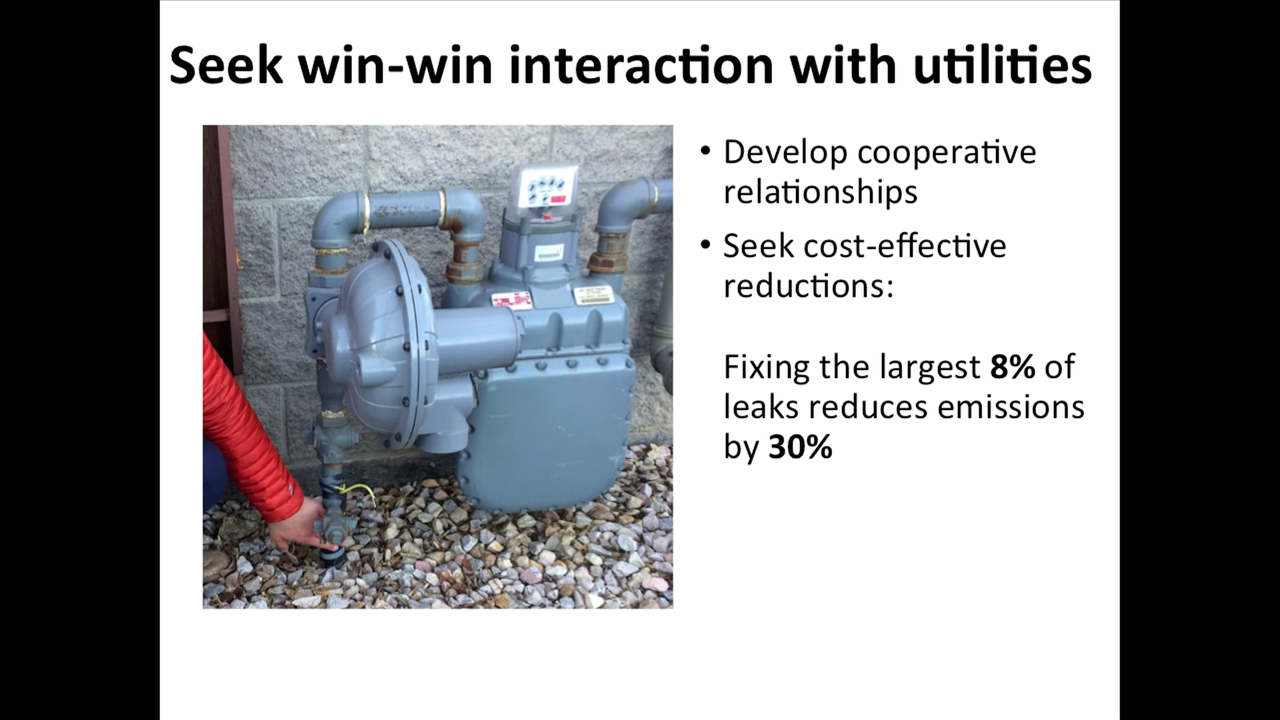 Seek win-win interaction with utilities
• Develop cooperative
relationships
• Seek cost-effective
reductions:
Fixing the largest 8% of
leaks reduces emissions
by 30%